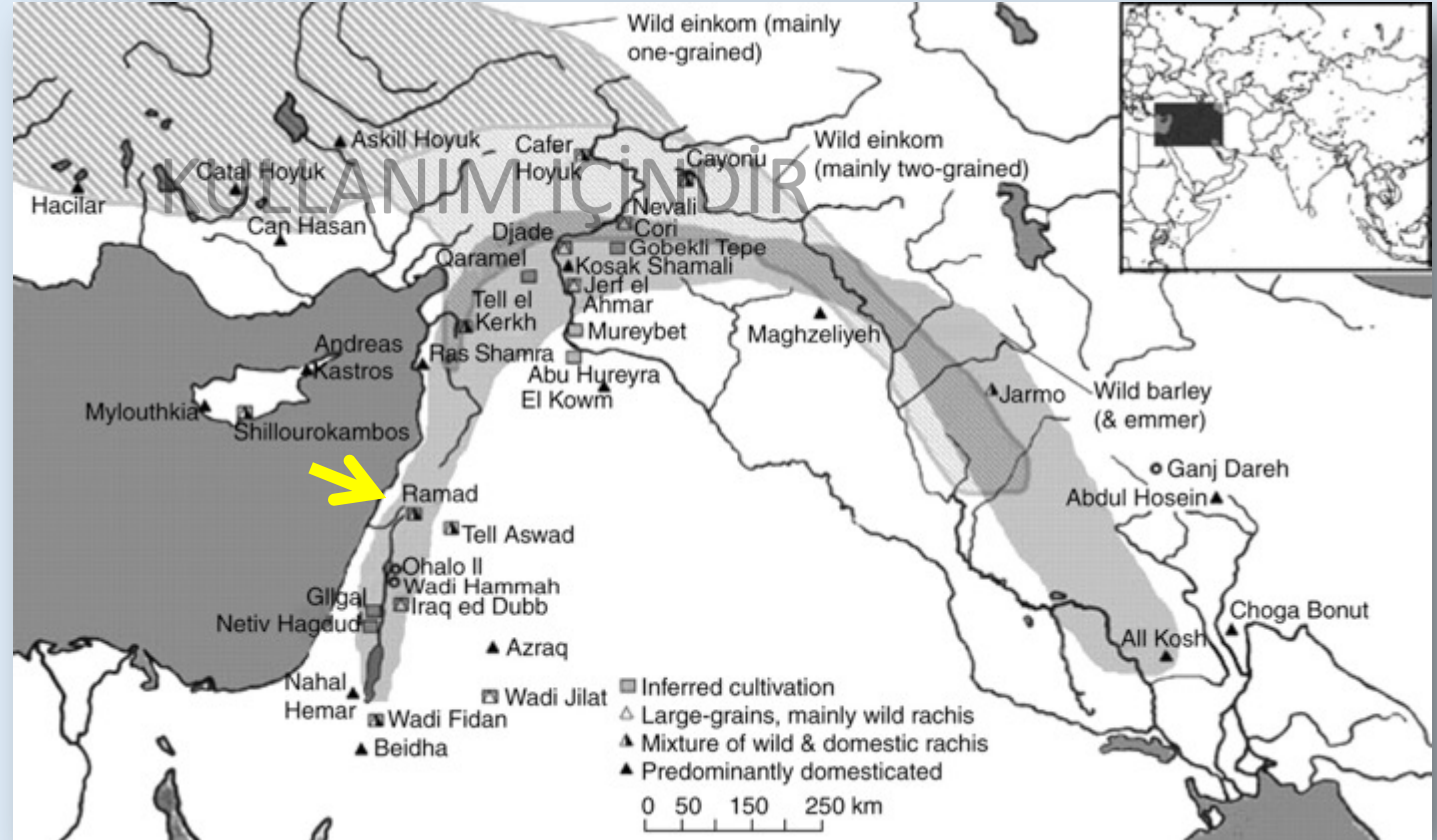 Wild einkom (mainly
one-grained)
Askill Hoyuk
Cafer
Hoyuk
Cayonu
Wild einkom
(mainly two-grained)
KULLANIM İÇİNDİR
Catal Hoyuk
Hacilar
Can Hasan
Nevali
Cori
Djade
Gobekli Tepe
Qaramel
Kosak Shamali
Jerf el
Ahmar
Tell el
Kerkh
Mureybet
Maghzeliyeh
Andreas
Kastros
Ras Shamra
Abu Hureyra
El Kowm
Mylouthkia
Shillourokambos
Jarmo
Wild barley
(& emmer)
Ganj Dareh
Abdul Hosein
Ramad
Tell Aswad
Ohalo II
Wadi Hammah
Gllgal
Iraq ed Dubb
Netiv Hagdud
Choga Bonut
All Kosh
Azraq
Nahal
Hemar
Wadi Jilat
Wadi Fidan
Beidha
Inferred cultivation
Large-grains, mainly wild rachis
Mixture of wild & domestic rachis
Predominantly domesticated
0 50 150 250 km